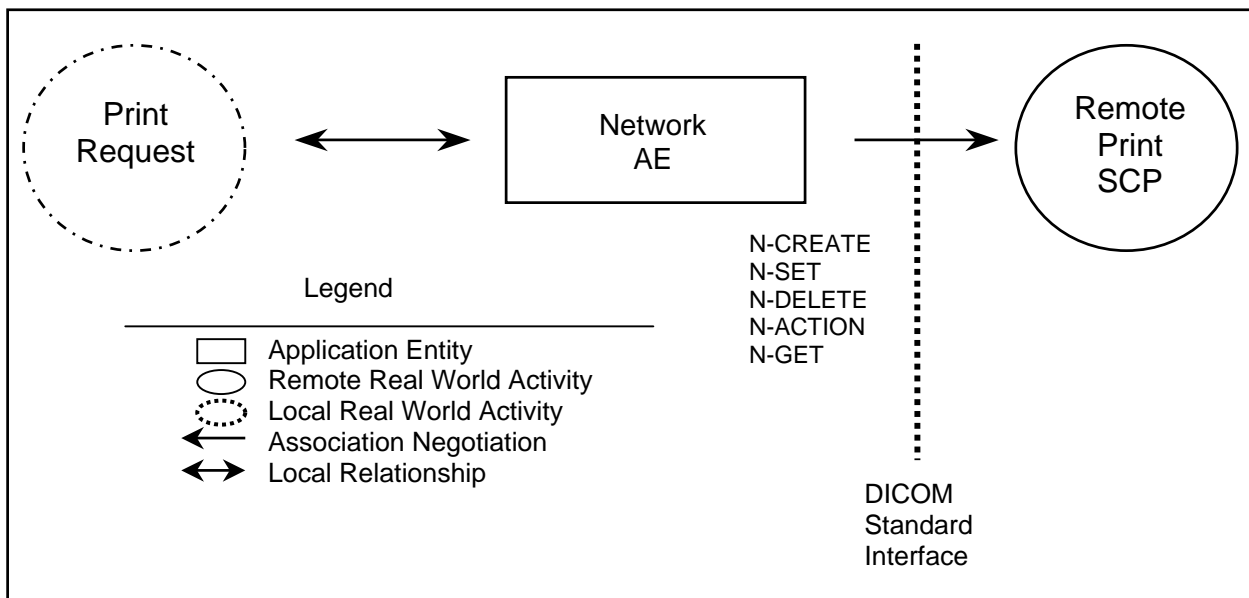 Print
Request
Network
AE
Remote
Print
SCP
N-CREATE
N-SET
N-DELETE
N-ACTION
N-GET
Legend
Application Entity
Remote Real World Activity
Local Real World Activity
Association Negotiation
Local Relationship
DICOM
Standard
Interface